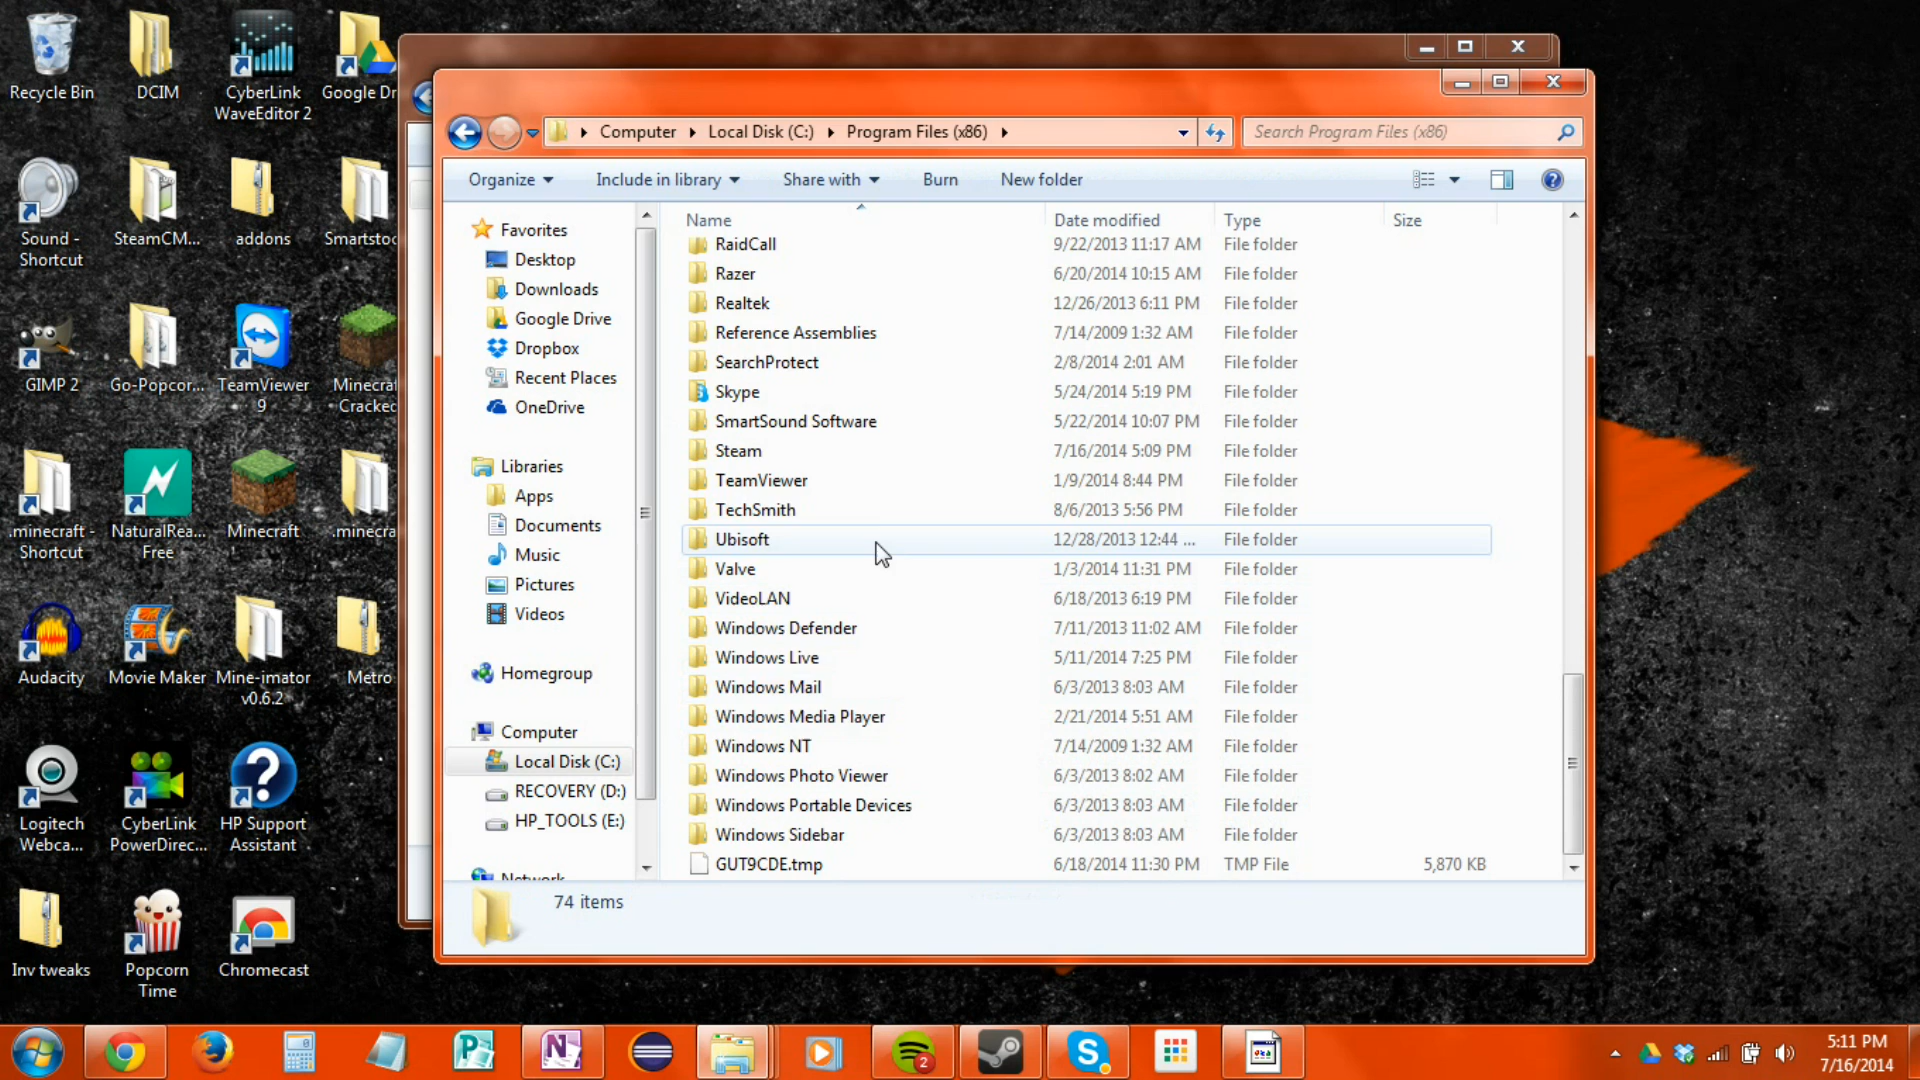 Recycle Bin
DCIM
CyberLink
WaveEditor 2
Google Dr
Sound -
Shortcut
SteamCM...
addons
Smartstoc
GIMP 2
Go-Popcor...
TeamViewer
9
Minecraf
Cracked
.minecraft -
Shortcut
NaturalRea...
Free
Minecraft
.minecra
Audacity
Movie Maker
Mine-imator
v0.6.2
Metro
Logitech
Webca...
CyberLink
PowerDirec...
HP Support
Assistant
Inv tweaks
Popcorn
Time
Chromecast
Computer
Local Disk (C:)
Program Files (x86)
Search Program Files (x86)
Organize
Include in library
Share with
Burn
New folder
Favorites
Desktop
Downloads
Google Drive
Dropbox
Recent Places
OneDrive
Libraries
Apps
Documents
Music
Pictures
Videos
Homegroup
Computer
Local Disk (C:)
RECOVERY (D:)
HP_TOOLS (E:)
Network
Name Date modified Type Size
RaidCall 9/22/2013 11:17 AM File folder
Razer 6/20/2014 10:15 AM File folder
Realtek 12/26/2013 6:11 PM File folder
Reference Assemblies 7/14/2009 1:32 AM File folder
SearchProtect 2/8/2014 2:01 AM File folder
Skype 5/24/2014 5:19 PM File folder
SmartSound Software 5/22/2014 10:07 PM File folder
Steam 7/16/2014 5:09 PM File folder
TeamViewer 1/9/2014 8:44 PM File folder
TechSmith 8/6/2013 5:56 PM File folder
Ubisoft 12/28/2013 12:44 ... File folder
Valve 1/3/2014 11:31 PM File folder
VideoLAN 6/18/2013 6:19 PM File folder
Windows Defender 7/11/2013 11:02 AM File folder
Windows Live 5/11/2014 7:25 PM File folder
Windows Mail 6/3/2013 8:03 AM File folder
Windows Media Player 2/21/2014 5:51 AM File folder
Windows NT 7/14/2009 1:32 AM File folder
Windows Photo Viewer 6/3/2013 8:02 AM File folder
Windows Portable Devices 6/3/2013 8:03 AM File folder
Windows Sidebar 6/3/2013 8:03 AM File folder
GUT9CDE.tmp 6/18/2014 11:30 PM TMP File 5,870 KB
74 items
2
5:11 PM
7/16/2014